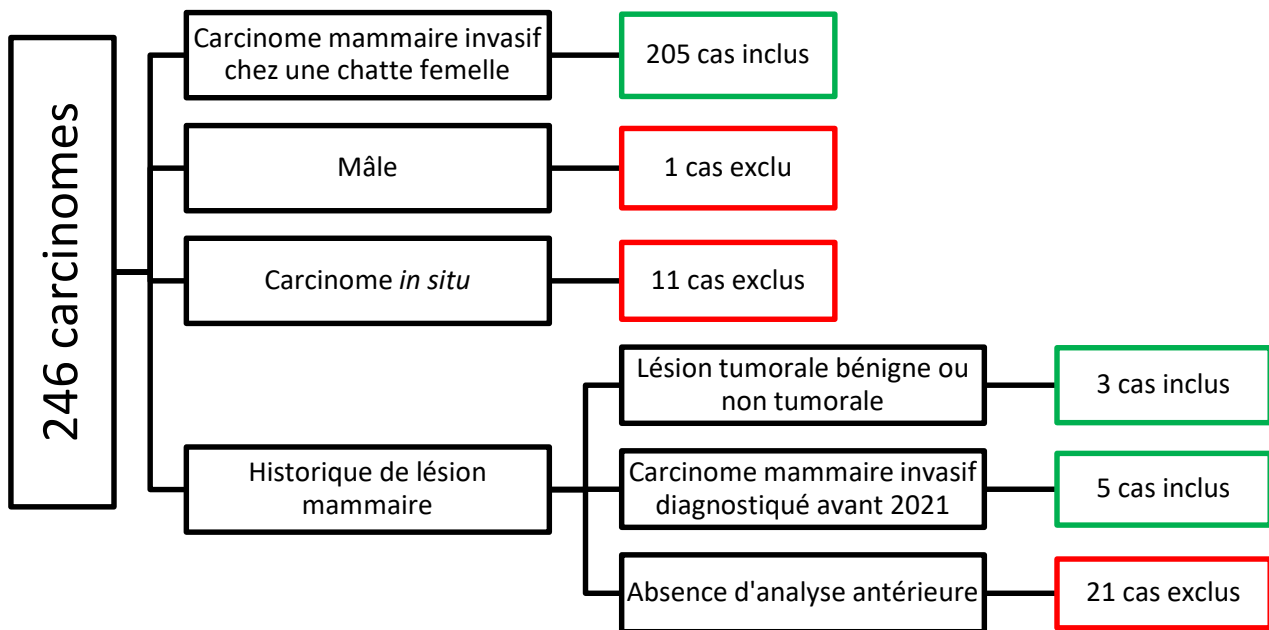 246 carcinomes
Carcinome mammaire invasif
chez une chatte femelle
205 cas inclus
Mâle
1 cas exclu
Carcinome in situ
11 cas exclus
Historique de lésion
mammaire
Lésion tumorale bénigne ou
non tumorale
3 cas inclus
Carcinome mammaire invasif
diagnostiqué avant 2021
5 cas inclus
Absence d'analyse antérieure
21 cas exclus